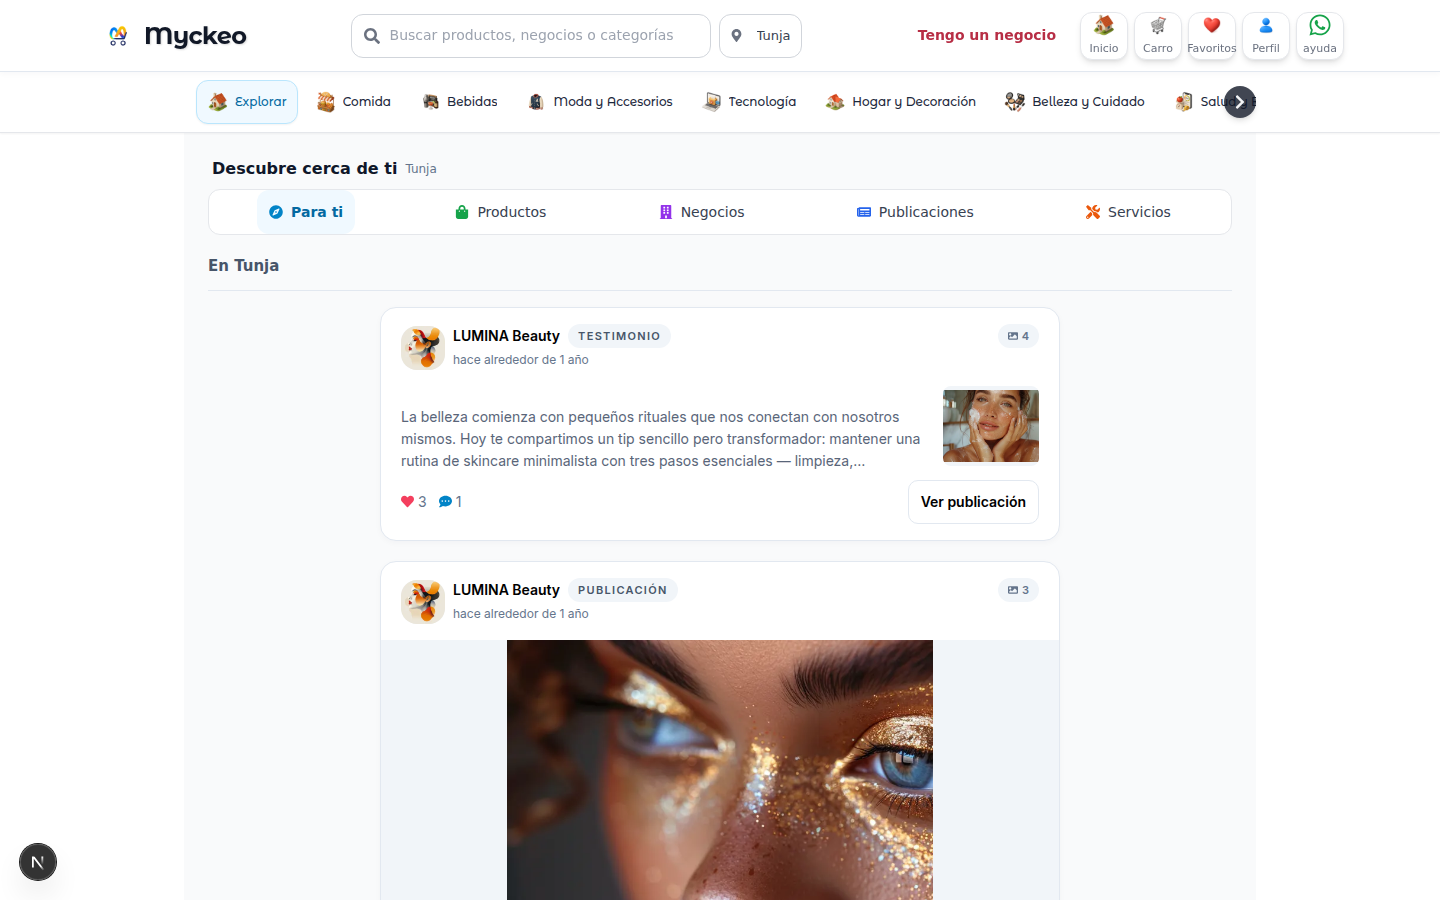 Myckeo
Buscar productos, negocios o categorías
Tunja
Tengo un negocio
Inicio
Carro
Favoritos
Perfil
ayuda
Explorar
Comida
Bebidas
Moda y Accesorios
Tecnología
Hogar y Decoración
Belleza y Cuidado
Descubre cerca de ti Tunja
Para ti
Productos
Negocios
Publicaciones
Servicios
En Tunja
LUMINA Beauty TESTIMONIO
4
hace alrededor de 1 año
La belleza comienza con pequeños rituales que nos conectan con nosotros
mismos. Hoy te compartimos un tip sencillo pero transformador: mantener una
rutina de skincare minimalista con tres pasos esenciales — limpieza,...
3 1
Ver publicación
LUMINA Beauty PUBLICACIÓN
3
hace alrededor de 1 año
N